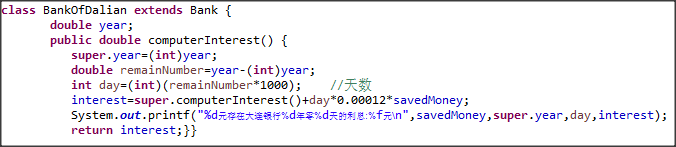 class BankOfDalian extends Bank {
double year;
public double computerInterest() {
super.year=(int)year;
double remainNumber=year-(int)year;
int day=(int)(remainNumber*1000); //天数
interest=super.computerInterest()+day*0.00012*savedMoney;
System.out.printf("%d元存在大连银行%d年零%d天的利息:%f元\n",savedMoney,super.year,day,interest);
return interest;}}